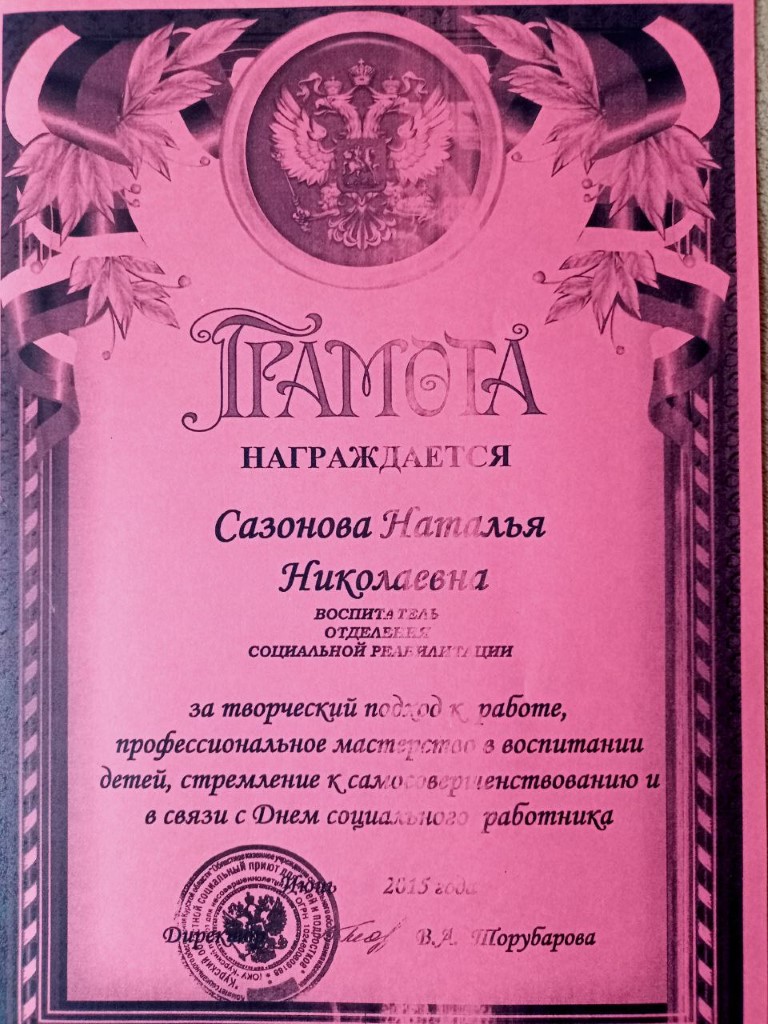 ГРАМОТА
НАГРАЖДАЕТСЯ
Сазонова Наталья
Николаевна
ВОСПИТАТЕЛЬ
ОТДЕЛЕНИЯ
СОЦИАЛЬНОЙ РЕАБИЛИТАЦИИ
за творческий подход к работе,
профессиональное мастерство в воспитании
детей, стремление к самосовершенствованию и
в связи с Днем социального работника
Июнь 2015 года
Директор В.А. Торубарова